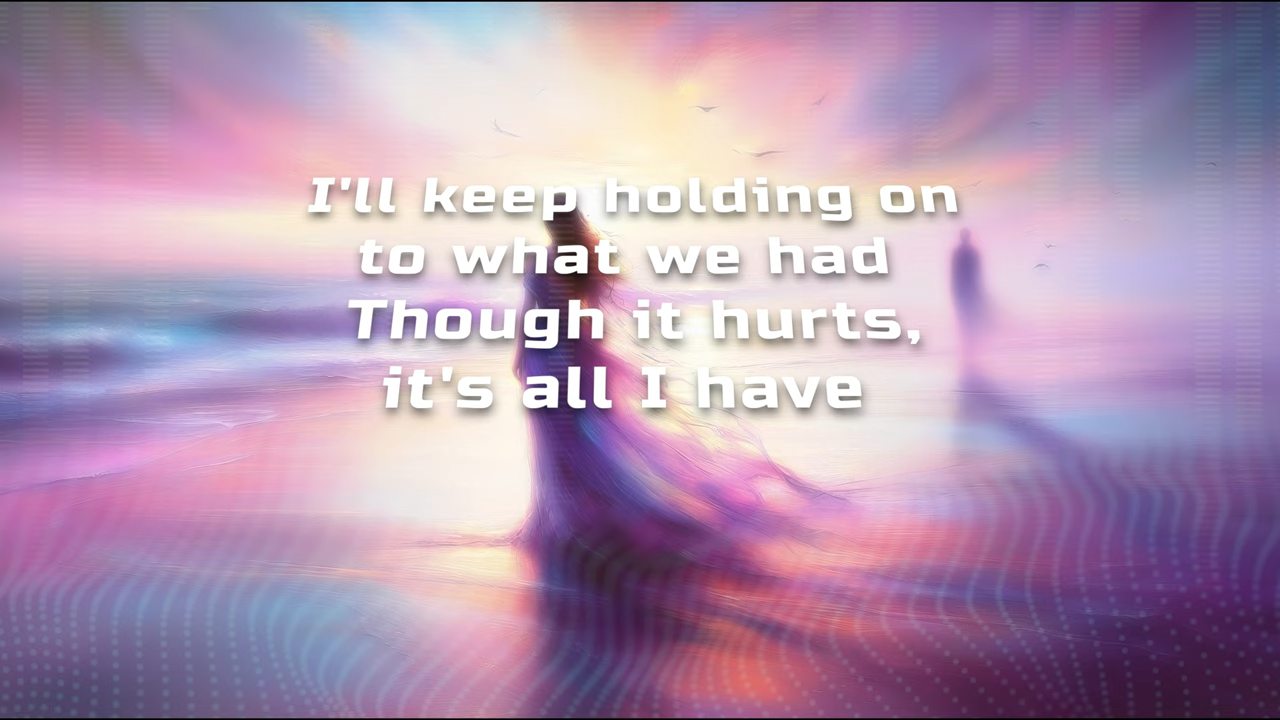 I'll keep holding on
to what we had
Though it hurts,
it's all I have